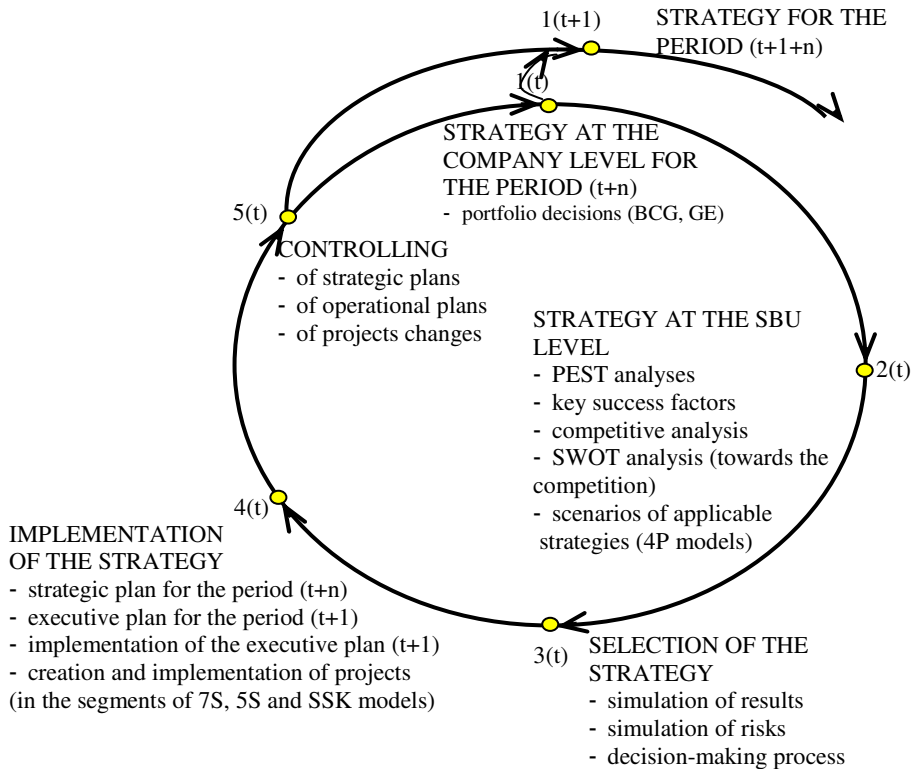 1(t+1)
STRATEGY FOR THE
PERIOD (t+1+n)
1(t)
STRATEGY AT THE
COMPANY LEVEL FOR
THE PERIOD (t+n)
- portfolio decisions (BCG, GE)
5(t)
CONTROLLING
- of strategic plans
- of operational plans
- of projects changes
STRATEGY AT THE SBU
LEVEL
- PEST analyses
- key success factors
- competitive analysis
- SWOT analysis (towards the
competition)
- scenarios of applicable
strategies (4P models)
2(t)
4(t)
IMPLEMENTATION
OF THE STRATEGY
- strategic plan for the period (t+n)
- executive plan for the period (t+1)
- implementation of the executive plan (t+1)
- creation and implementation of projects
(in the segments of 7S, 5S and SSK models)
3(t)
SELECTION OF THE
STRATEGY
- simulation of results
- simulation of risks
- decision-making process